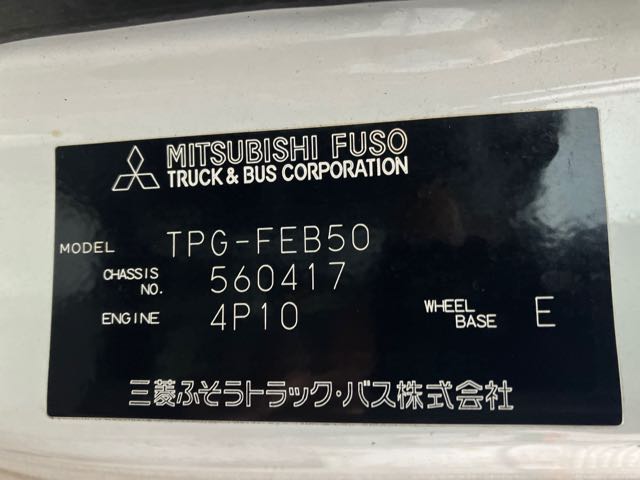 MITSUBISHI FUSO
TRUCK & BUS CORPORATION
MODEL TPG-FEB50
CHASSIS NO. 560417
ENGINE 4P10 WHEEL BASE E
三菱ふそうトラック・バス株式会社